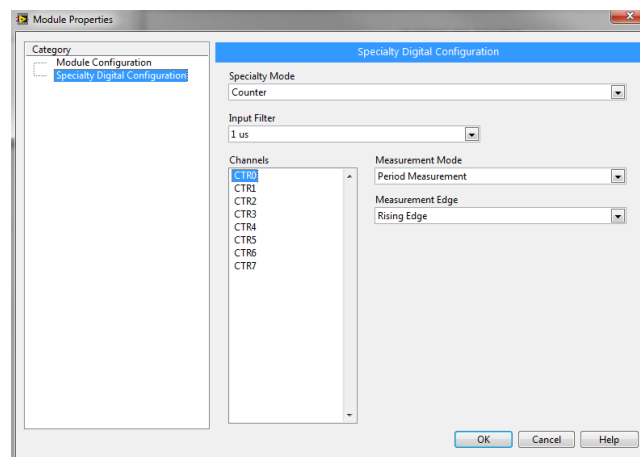 Module Properties
Category
Module Configuration
Specialty Digital Configuration
Specialty Digital Configuration
Specialty Mode
Counter
Input Filter
1 us
Channels
CTR0
CTR1
CTR2
CTR3
CTR4
CTR5
CTR6
CTR7
Measurement Mode
Period Measurement
Measurement Edge
Rising Edge
OK
Cancel
Help